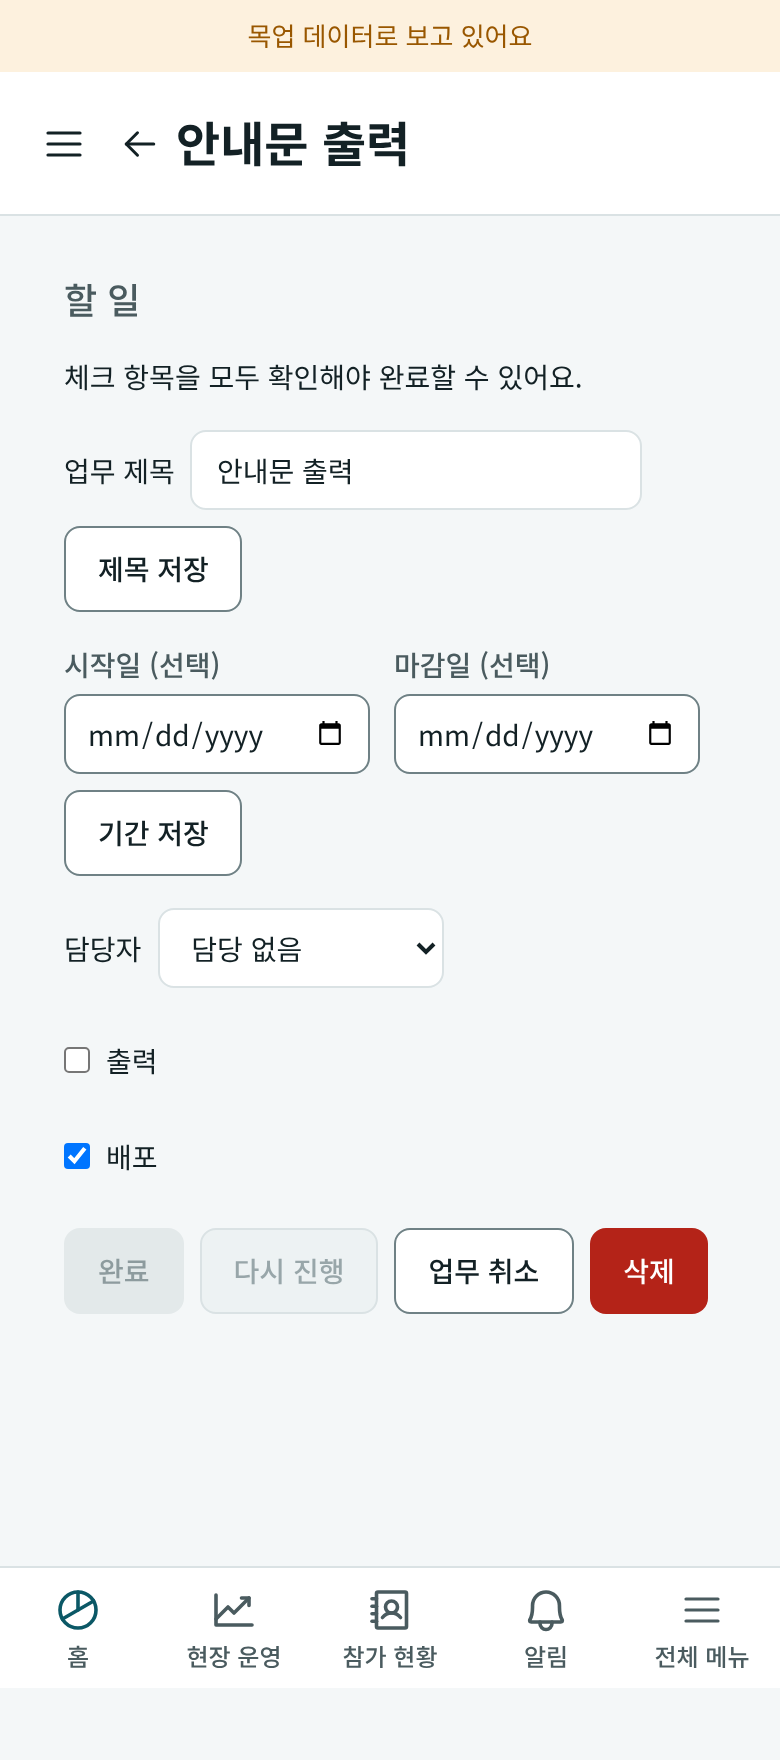 목업 데이터로 보고 있어요
안내문 출력
할 일
체크 항목을 모두 확인해야 완료할 수 있어요.
업무 제목 안내문 출력
제목 저장
시작일 (선택) 마감일 (선택)
mm/dd/yyyy mm/dd/yyyy
기간 저장
담당자 담당 없음
출력
배포
완료 다시 진행 업무 취소 삭제
홈 현장 운영 참가 현황 알림 전체 메뉴